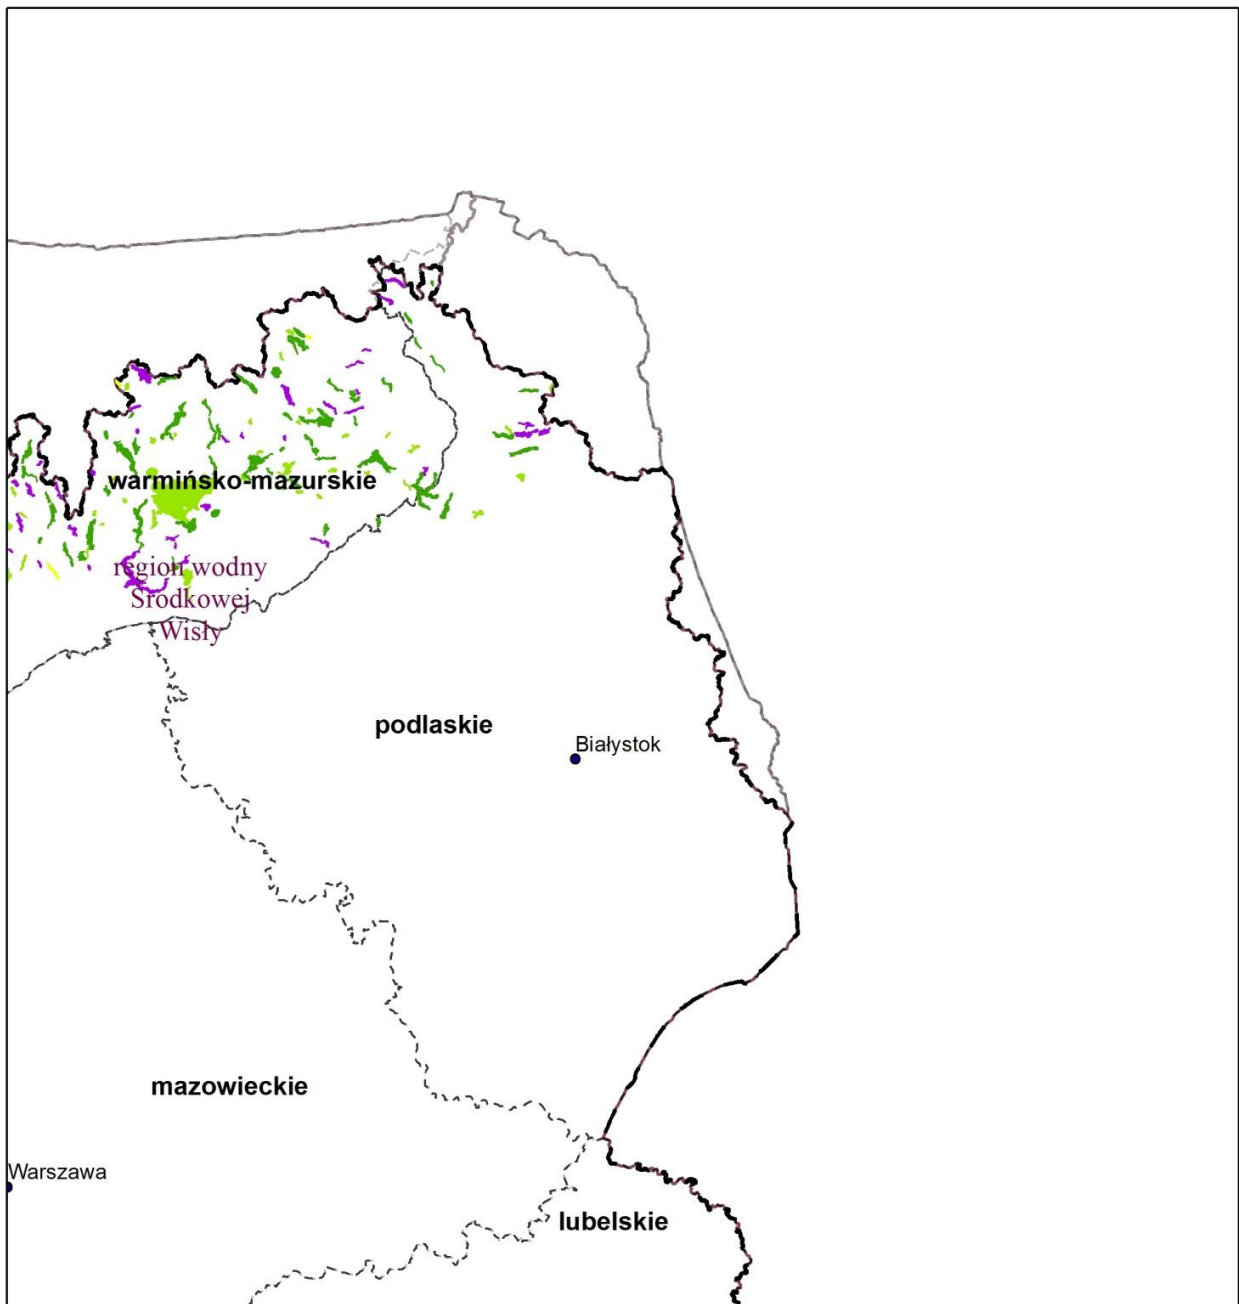 warmińsko-mazurskie
region wodny
Środkowej
Wisły
podlaskie
Białystok
mazowieckie
Warszawa
lubelskie